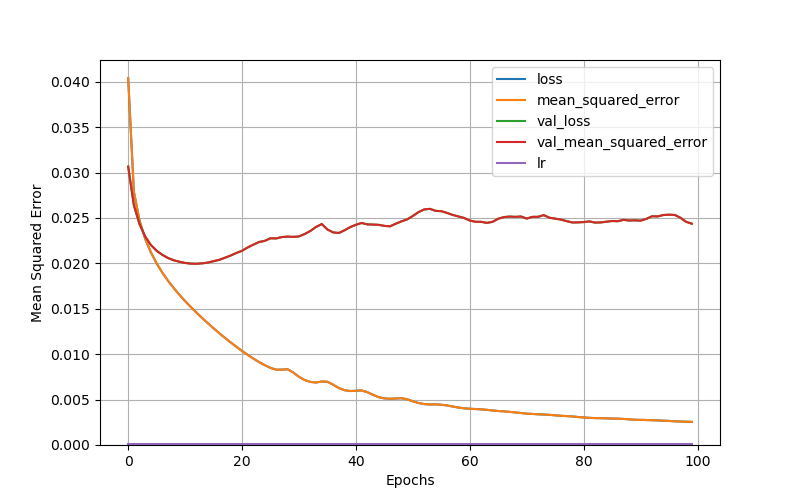 0.040
0.035
0.030
0.025
0.020
0.015
0.010
0.005
0.000
Mean Squared Error
loss
mean_squared_error
val_loss
val_mean_squared_error
lr
0 20 40 60 80 100
Epochs